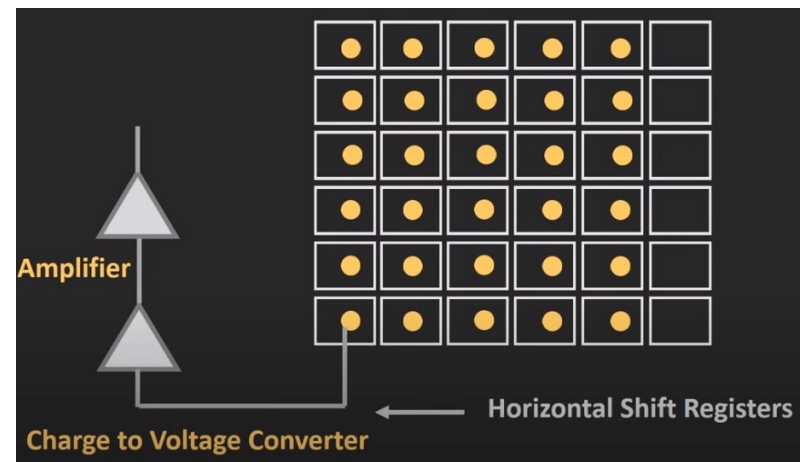 Amplifier
Horizontal Shift Registers
Charge to Voltage Converter